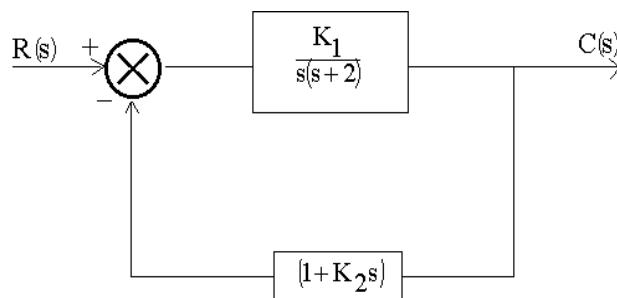 R(s)
+
−
K₁
s(s+2)
C(s)
(1+K₂s)